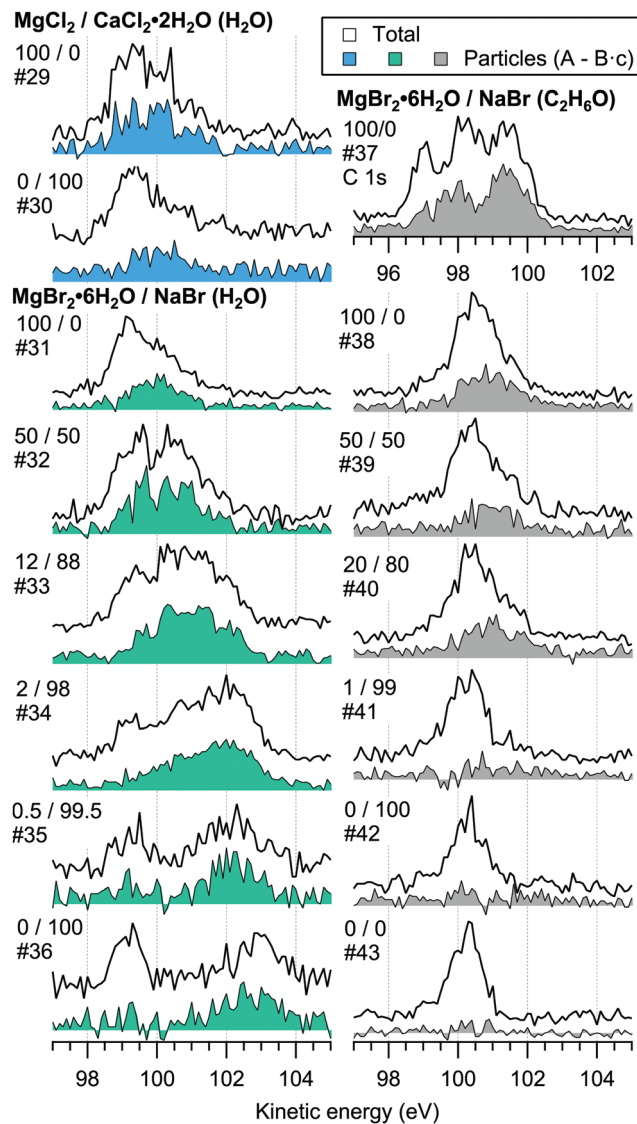 MgCl₂ / CaCl₂•2H₂O (H₂O)
100 / 0
#29
0 / 100
#30
MgBr₂•6H₂O / NaBr (H₂O)
100 / 0
#31
50 / 50
#32
12 / 88
#33
2 / 98
#34
0.5 / 99.5
#35
0 / 100
#36
98 100 102 104
Total
Particles (A - B·c)
MgBr₂•6H₂O / NaBr (C₂H₆O)
100/0
#37
C 1s
96 98 100 102
100 / 0
#38
50 / 50
#39
20 / 80
#40
1 / 99
#41
0 / 100
#42
0 / 0
#43
98 100 102 104
Kinetic energy (eV)